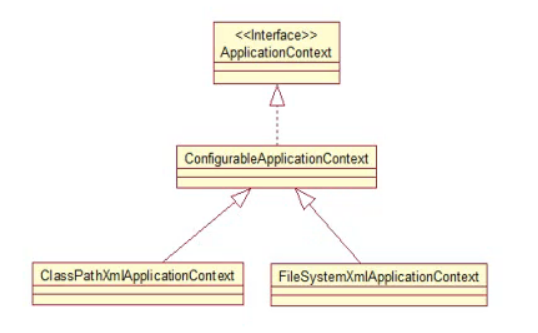 <<Interface>>
ApplicationContext
ConfigurableApplicationContext
ClassPathXmlApplicationContext
FileSystemXmlApplicationContext